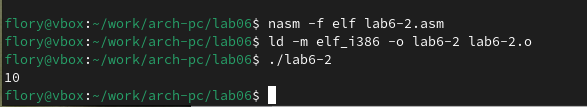 flory@vbox:~/work/arch-pc/lab06$ nasm -f elf lab6-2.asm
flory@vbox:~/work/arch-pc/lab06$ ld -m elf_i386 -o lab6-2 lab6-2.o
flory@vbox:~/work/arch-pc/lab06$ ./lab6-2
10
flory@vbox:~/work/arch-pc/lab06$